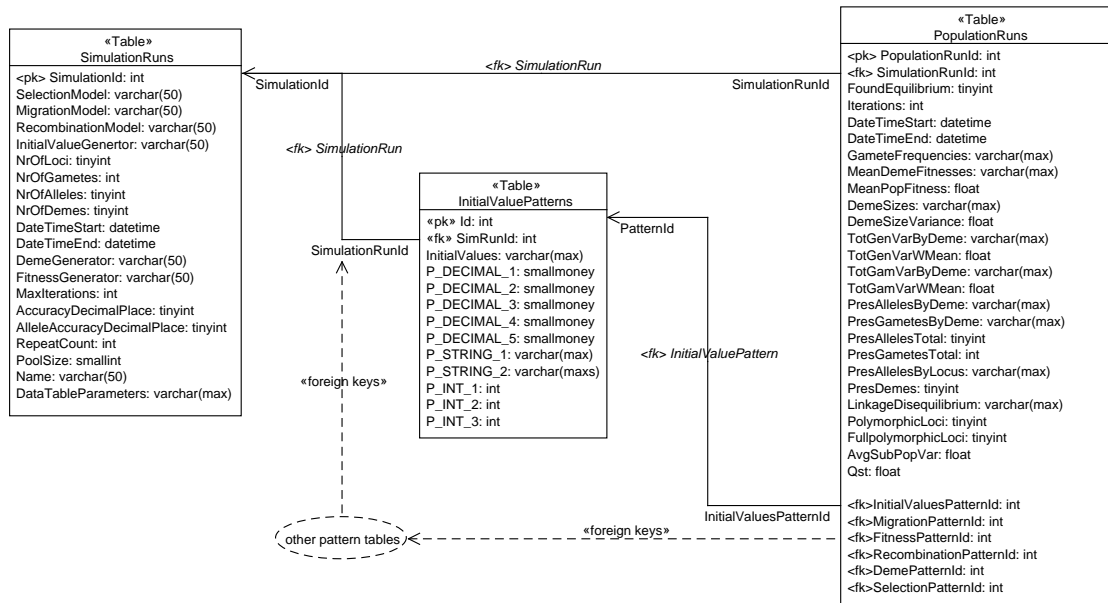 «Table»
SimulationRuns
<pk> SimulationId: int
SelectionModel: varchar(50)
MigrationModel: varchar(50)
RecombinationModel: varchar(50)
InitialValueGenertor: varchar(50)
NrOfLoci: tinyint
NrOfGametes: int
NrOfAlleles: tinyint
NrOfDemes: tinyint
DateTimeStart: datetime
DateTimeEnd: datetime
DemeGenerator: varchar(50)
FitnessGenerator: varchar(50)
MaxIterations: int
AccuracyDecimalPlace: tinyint
AlleleAccuracyDecimalPlace: tinyint
RepeatCount: int
PoolSize: smallint
Name: varchar(50)
DataTableParameters: varchar(max)
<fk> SimulationRun
SimulationId
SimulationRunId
<fk> SimulationRun
SimulationRunId
«Table»
InitialValuePatterns
«pk» Id: int
«fk» SimRunId: int
InitialValues: varchar(max)
P_DECIMAL_1: smallmoney
P_DECIMAL_2: smallmoney
P_DECIMAL_3: smallmoney
P_DECIMAL_4: smallmoney
P_DECIMAL_5: smallmoney
P_STRING_1: varchar(max)
P_STRING_2: varchar(maxs)
P_INT_1: int
P_INT_2: int
P_INT_3: int
PatternId
<fk> InitialValuePattern
InitialValuesPatternId
«foreign keys»
other pattern tables
«foreign keys»
«Table»
PopulationRuns
<pk> PopulationRunId: int
<fk> SimulationRunId: int
FoundEquilibrium: tinyint
Iterations: int
DateTimeStart: datetime
DateTimeEnd: datetime
GameteFrequencies: varchar(max)
MeanDemeFitnesses: varchar(max)
MeanPopFitness: float
DemeSizes: varchar(max)
DemeSizeVariance: float
TotGenVarByDeme: varchar(max)
TotGenVarWMean: float
TotGamVarByDeme: varchar(max)
TotGamVarWMean: float
PresAllelesByDeme: varchar(max)
PresGametesByDeme: varchar(max)
PresAllelesTotal: tinyint
PresGametesTotal: int
PresAllelesByLocus: varchar(max)
PresDemes: tinyint
LinkageDisequilibrium: varchar(max)
PolymorphicLoci: tinyint
FullpolymorphicLoci: tinyint
AvgSubPopVar: float
Qst: float
<fk>InitialValuesPatternId: int
<fk>MigrationPatternId: int
<fk>FitnessPatternId: int
<fk>RecombinationPatternId: int
<fk>DemePatternId: int
<fk>SelectionPatternId: int